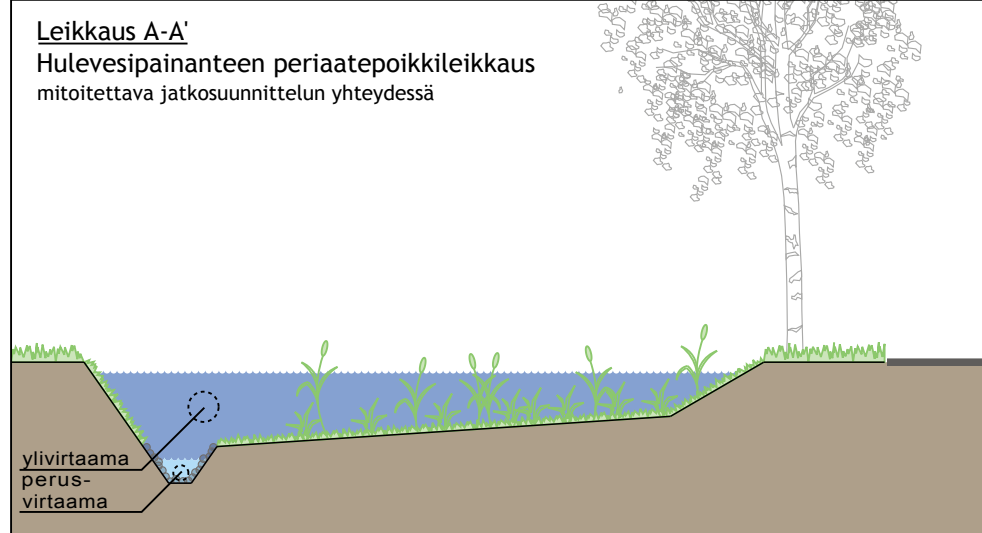 Leikkaus A-A'
Hulevesipainanteen periaatepoikkileikkaus
mitoitettava jatkosuunnittelun yhteydessä
ylivirtaama
perus-
virtaama